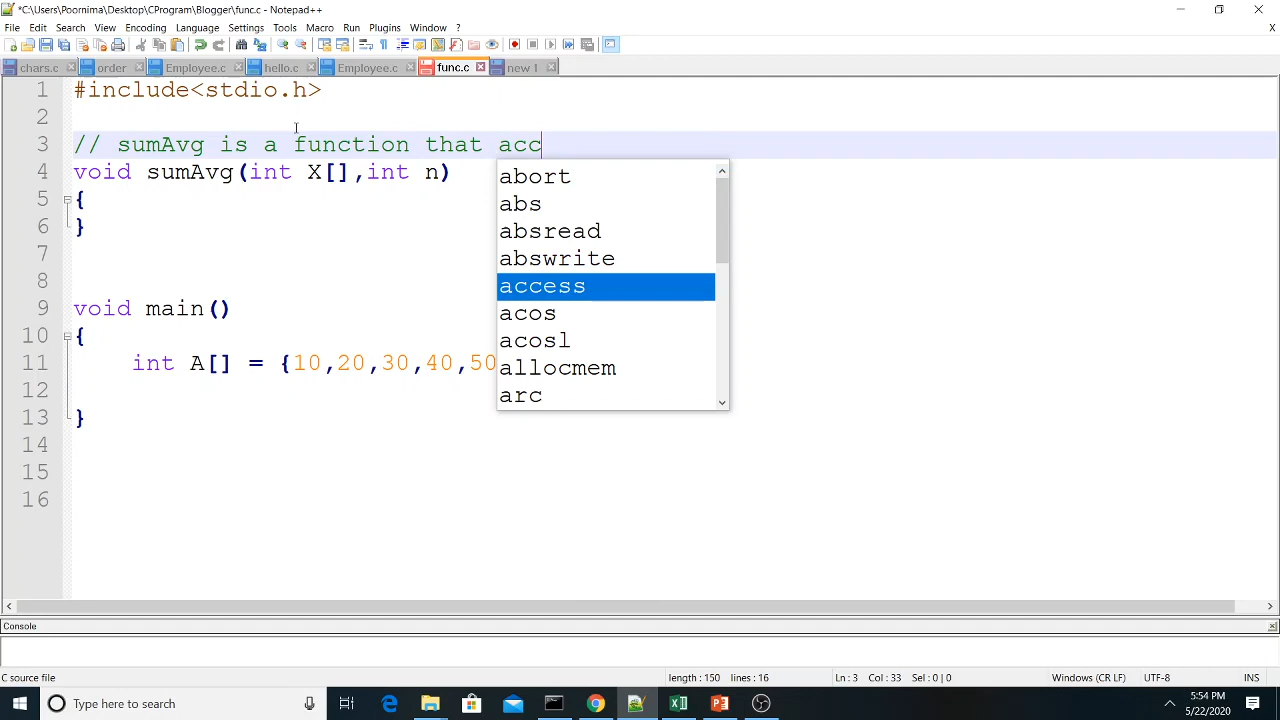 *C:\Users\Poornima\Desktop\CProgram\Blogger\func.c - Notepad++
File Edit Search View Encoding Language Settings Tools Macro Run Plugins Window ? X
chars.c order Employee.c hello.c Employee.c func.c new 1
1 #include<stdio.h>
2
3 // sumAvg is a function that acc
4 void sumAvg(int X[],int n)
5 {
6 }
7
8
9 void main()
10 {
11 int A[] = {10,20,30,40,50
12
13 }
14
15
16
abort
abs
absread
abswrite
access
acos
acosl
allocmem
arc
Console
C source file length : 150 lines : 16 Ln : 3 Col : 33 Sel : 0 | 0 Windows (CR LF) UTF-8 INS
Type here to search
5:54 PM
5/22/2020